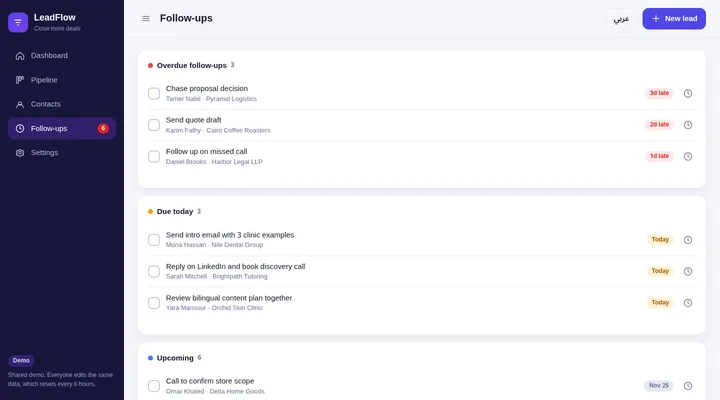 LeadFlow
Close more deals
Dashboard
Pipeline
Contacts
Follow-ups 6
Settings
Demo
Shared demo. Everyone edits the same
data, which resets every 6 hours.
Follow-ups
عربي
New lead
Overdue follow-ups 3
Chase proposal decision
Tamer Nabil · Pyramid Logistics
3d late
Send quote draft
Karim Fathy · Cairo Coffee Roasters
2d late
Follow up on missed call
Daniel Brooks · Harbor Legal LLP
1d late
Due today 3
Send intro email with 3 clinic examples
Mona Hassan · Nile Dental Group
Today
Reply on LinkedIn and book discovery call
Sarah Mitchell · Brightpath Tutoring
Today
Review bilingual content plan together
Yara Mansour · Orchid Skin Clinic
Today
Upcoming 6
Call to confirm store scope
Omar Khaled · Delta Home Goods
Nov 25